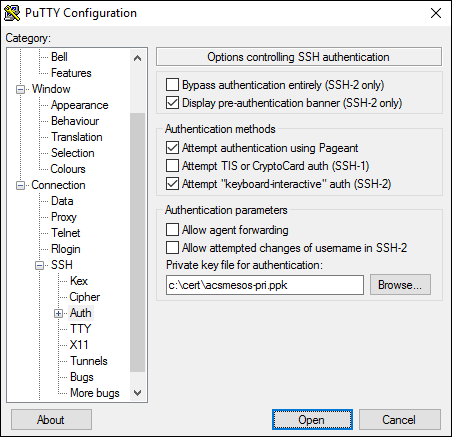 PuTTY Configuration
Category:
Bell
Features
Window
Appearance
Behaviour
Translation
Selection
Colours
Connection
Data
Proxy
Telnet
Rlogin
SSH
Kex
Cipher
Auth
TTY
X11
Tunnels
Bugs
More bugs
Options controlling SSH authentication
Bypass authentication entirely (SSH-2 only)
Display pre-authentication banner (SSH-2 only)
Authentication methods
Attempt authentication using Pageant
Attempt TIS or CryptoCard auth (SSH-1)
Attempt "keyboard-interactive" auth (SSH-2)
Authentication parameters
Allow agent forwarding
Allow attempted changes of username in SSH-2
Private key file for authentication:
c:\cert\acsmesos-pri.ppk
Browse...
About
Open
Cancel